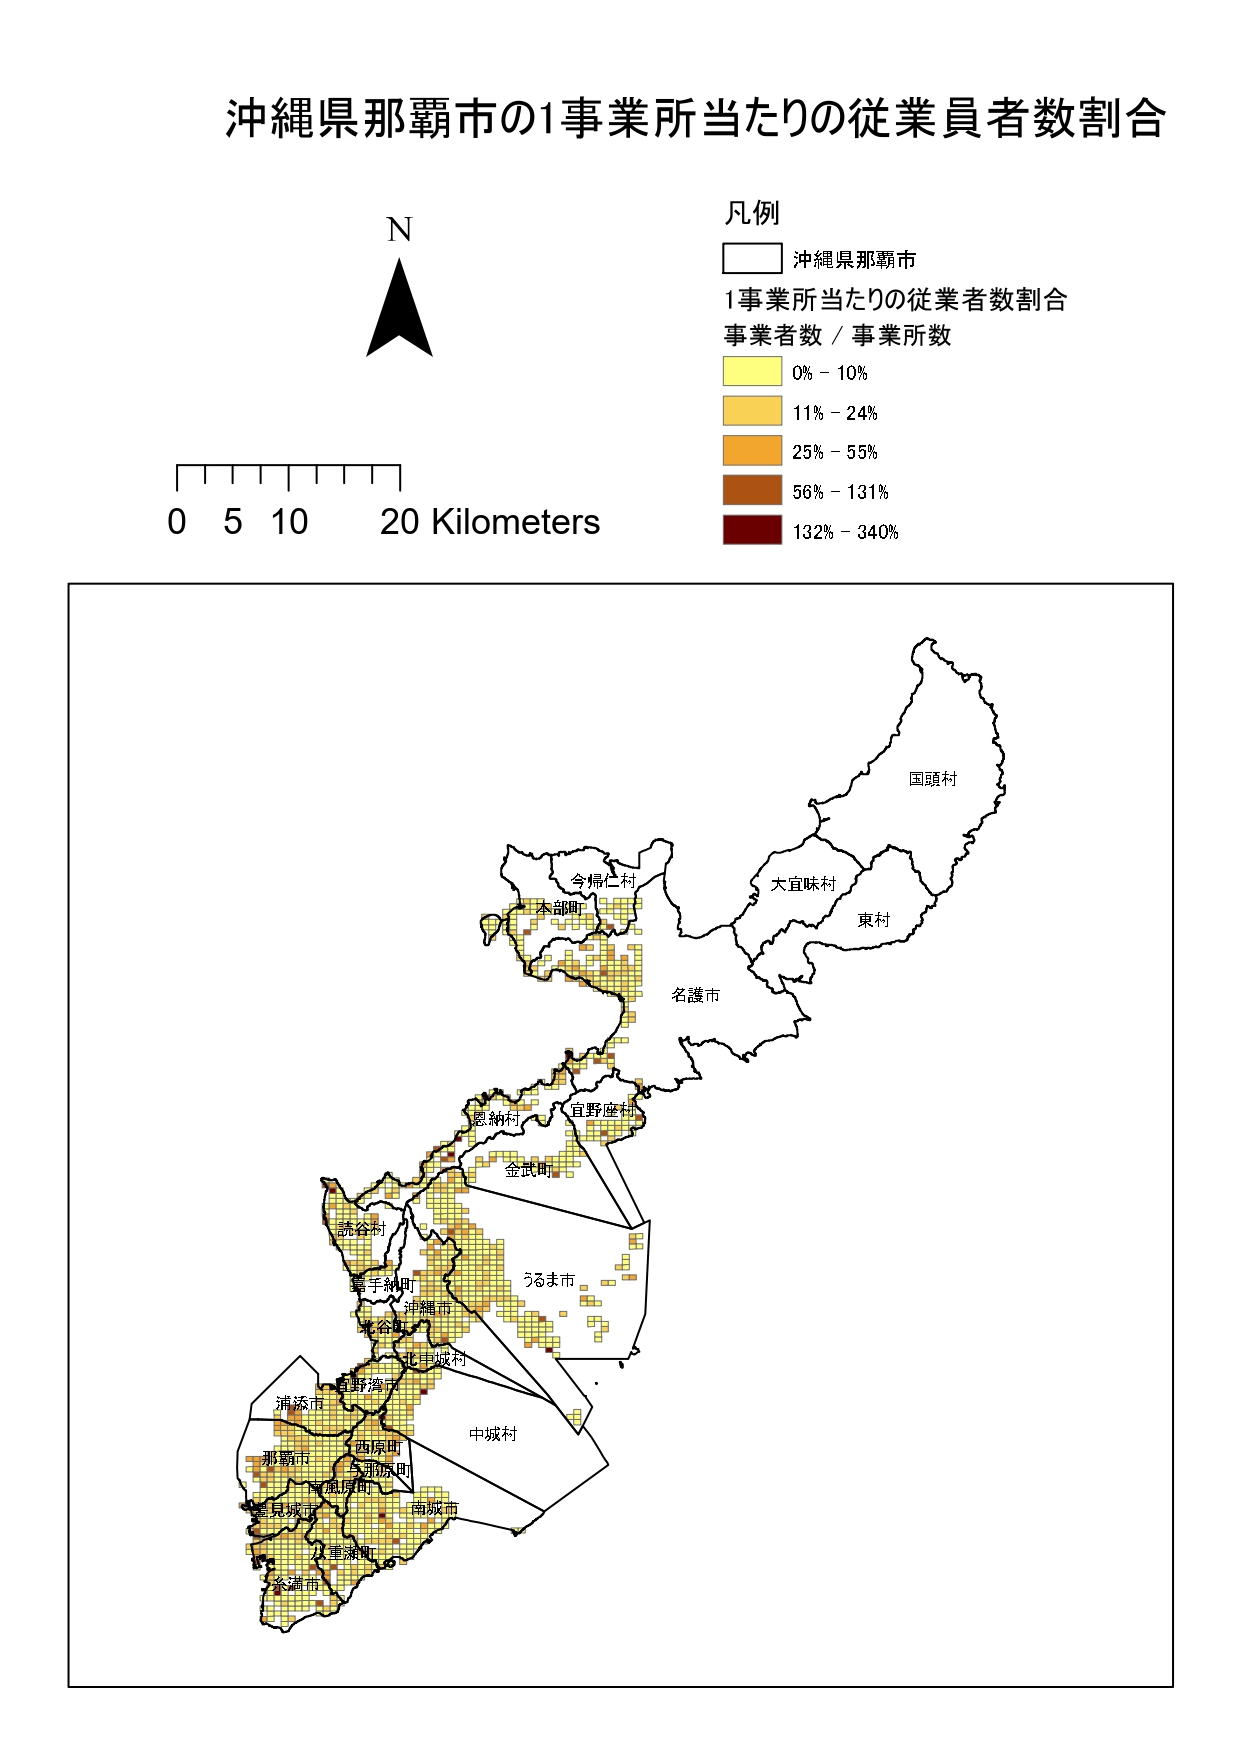 沖縄県那覇市の1事業所当たりの従業員者数割合
N
凡例
沖縄県那覇市
1事業所当たりの従業者数割合
事業者数 / 事業所数
0% - 10%
11% - 24%
25% - 55%
56% - 131%
132% - 340%
0 5 10 20 Kilometers
国頭村
今帰仁村
大宜味村
本部町
東村
名護市
恩納村
宜野座村
金武町
読谷村
うるま市
嘉手納町
沖縄市
北谷町
北中城村
宜野湾市
浦添市
中城村
西原町
那覇市
与那原町
南風原町
豊見城市
南城市
八重瀬町
糸満市